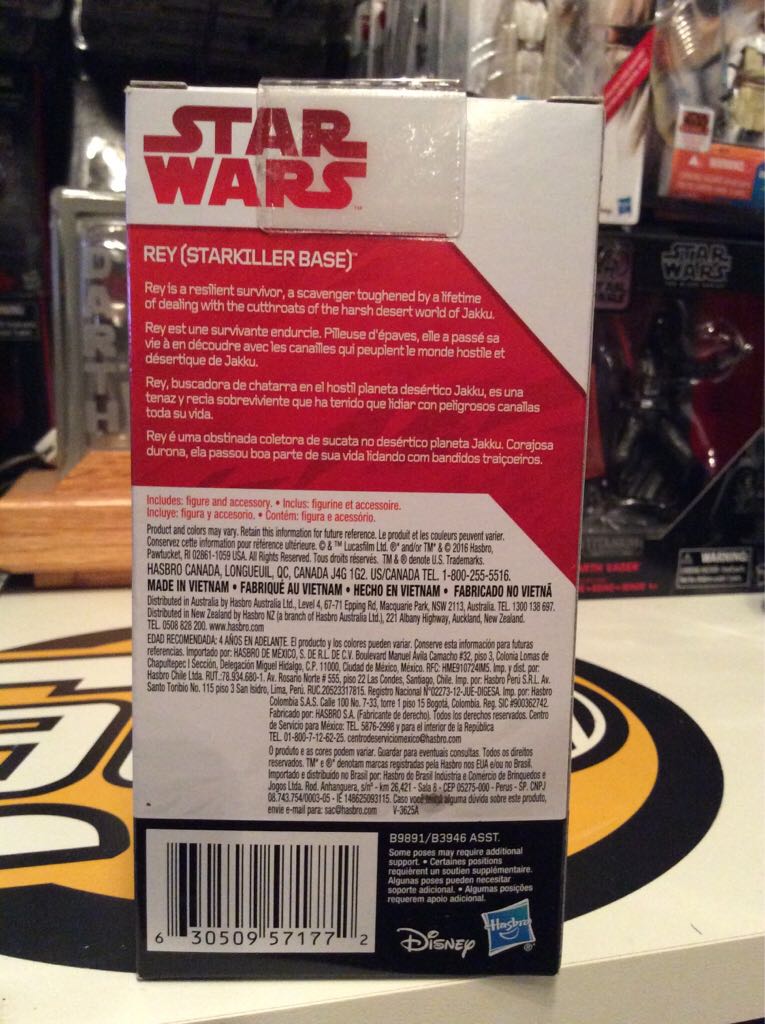 STAR
WARS
™
REY (STARKILLER BASE)™
Rey is a resilient survivor, a scavenger toughened by a lifetime
of dealing with the cutthroats of the harsh desert world of Jakku.
Rey est une survivante endurcie. Pilleuse d'épaves, elle a passé sa
vie à en découdre avec les canailles qui peuplent le monde hostile et
désertique de Jakku.
Rey, buscadora de chatarra en el hostil planeta desértico Jakku, es una
tenaz y recia sobreviviente que ha tenido que lidiar con peligrosos canallas
toda su vida.
Rey é uma obstinada coletora de sucata no desértico planeta Jakku. Corajosa
durona, ela passou boa parte de sua vida lidando com bandidos traiçoeiros.
Includes: figure and accessory. • Inclus: figurine et accessoire.
Incluye: figura y accesorio. • Contém: figura e acessório.
Product and colors may vary. Retain this information for future reference. Le produit et les couleurs peuvent varier.
Conservez cette information pour référence ultérieure. © & ™ Lucasfilm Ltd. ®* and/or TM* & © 2016 Hasbro,
Pawtucket, RI 02861-1059 USA. All Rights Reserved. Tous droits réservés. TM & ® denote U.S. Trademarks.
HASBRO CANADA, LONGUEUIL, QC, CANADA J4G 1G2. US/CANADA TEL. 1-800-255-5516.
MADE IN VIETNAM • FABRIQUÉ AU VIETNAM • HECHO EN VIETNAM • FABRICADO NO VIETNÃ
Distributed in Australia by Hasbro Australia Ltd., Level 4, 67-71 Epping Rd, Macquarie Park, NSW 2113, Australia. TEL. 1300 138 697.
Distributed in New Zealand by Hasbro NZ (a branch of Hasbro Australia Ltd.), 221 Albany Highway, Auckland, New Zealand.
TEL. 0508 828 200. www.hasbro.com
EDAD RECOMENDADA: 4 AÑOS EN ADELANTE. El producto y los colores pueden variar. Conserve esta información para futuras
referencias. Importado por: HASBRO DE MÉXICO, S. DE R.L. DE C.V. Boulevard Manuel Ávila Camacho #32, piso 3, Colonia Lomas de
Chapultepec I Sección, Delegación Miguel Hidalgo, C.P. 11000, Ciudad de México, México. RFC: HME910724IM5. Imp. y dist. por:
Hasbro Chile Ltda. RUT.:78.934.680-1. Av. Rosario Norte # 555, piso 22 Las Condes, Santiago, Chile. Imp. por: Hasbro Perú S.R.L. Av.
Santo Toribio No. 115 piso 3 San Isidro, Lima, Perú. RUC.20523317815. Registro Nacional N°02273-12-JUE-DIGESA. Imp. por: Hasbro
Colombia S.A.S. Calle 100 No. 7-33, torre 1 piso 15 Bogotá, Colombia. Reg. SIC #900362742.
Fabricado por: HASBRO S.A. (Fabricante de derecho). Todos los derechos reservados. Centro
de Servicio para México: TEL. 5876-2998 y para el interior de la República
TEL. 01-800-7-12-62-25. centrodeserviciomexico@hasbro.com
O produto e as cores podem variar. Guardar para eventuais consultas. Todos os direitos
reservados. TM* e ®* denotam marcas registradas pela Hasbro nos EUA e/ou no Brasil.
Importado e distribuído no Brasil por: Hasbro do Brasil Indústria e Comércio de Brinquedos e
Jogos Ltda. Rod. Anhanguera, s/n° - km 26,421 - Sala 8 - CEP 05275-000 - Perus - SP. CNPJ
08.743.754/0003-05 - IE 148625093115. Caso você tenha alguma dúvida sobre este produto,
envie e-mail para: sac@hasbro.com V-3625A
B9891/B3946 ASST.
Some poses may require additional
support. • Certaines positions
requièrent un soutien supplémentaire.
Algunas poses pueden necesitar
soporte adicional. • Algumas posições
requerem apoio adicional.
6 30509 57177 2
Disney
Hasbro
®
DARTH
STAR
WARS
WARNING